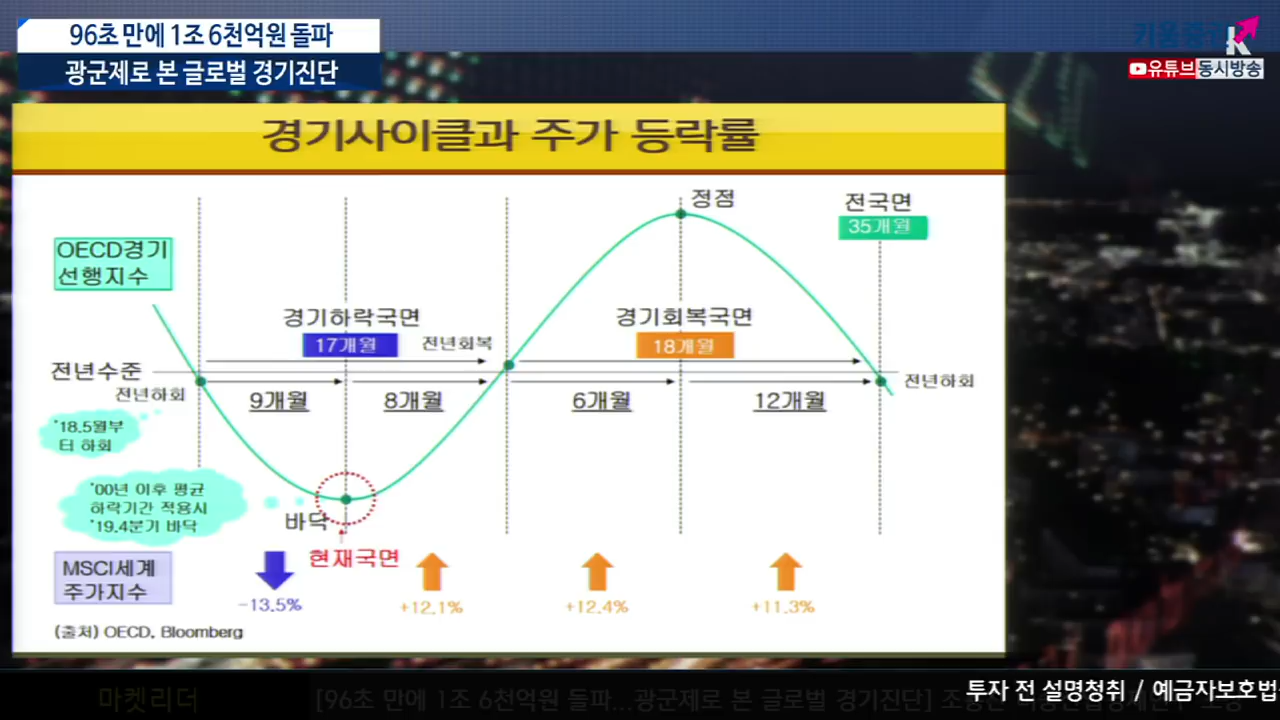 96초 만에 1조 6천억원 돌파
광군제로 본 글로벌 경기진단
키움증권
유튜브 동시방송
경기사이클과 주가 등락률
정점
전국면
35개월
OECD경기
선행지수
경기하락국면
17개월
전년회복
경기회복국면
18개월
전년수준
전년하회
전년하회
9개월
8개월
6개월
12개월
'18.5월부
터 하회
'00년 이후 평균
하락기간 적용시
'19.4분기 바닥
바닥
현재국면
MSCI세계
주가지수
-13.5%
+12.1%
+12.4%
+11.3%
(출처) OECD, Bloomberg
마켓리더
[96초 만에 1조 6천억원 돌파...광군제로 본 글로벌 경기진단]
투자 전 설명청취 / 예금자보호법